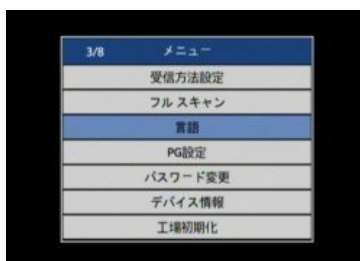 3/8 メニュー
受信方法設定
フル スキャン
言語
PG設定
パスワード変更
デバイス情報
工場初期化